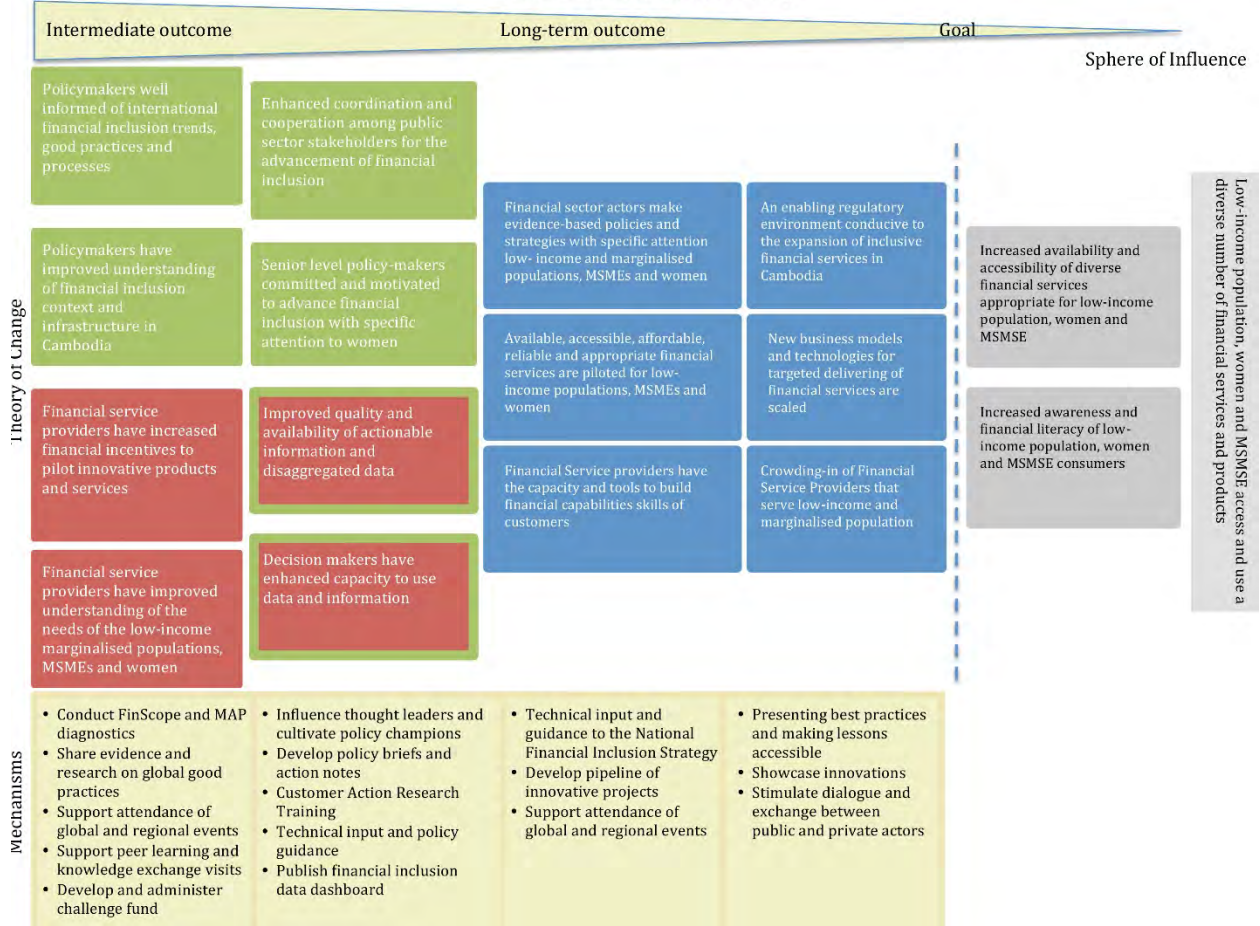 Intermediate outcome
Long-term outcome
Goal
Sphere of Influence
Theory of Change
Policymakers well
informed of international
financial inclusion trends,
good practices and
processes
Enhanced coordination and
cooperation among public
sector stakeholders for the
advancement of financial
inclusion
Policymakers have
improved understanding
of financial inclusion
context and
infrastructure in
Cambodia
Senior level policy-makers
committed and motivated
to advance financial
inclusion with specific
attention to women
Financial service
providers have increased
financial incentives to
pilot innovative products
and services
Improved quality and
availability of actionable
information and
disaggregated data
Financial service
providers have improved
understanding of the
needs of the low-income
marginalised populations,
MSMEs and women
Decision makers have
enhanced capacity to use
data and information
Financial sector actors make
evidence-based policies and
strategies with specific attention
low- income and marginalised
populations, MSMEs and women
An enabling regulatory
environment conducive to
the expansion of inclusive
financial services in
Cambodia
Available, accessible, affordable,
reliable and appropriate financial
services are piloted for low-
income populations, MSMEs and
women
New business models
and technologies for
targeted delivering of
financial services are
scaled
Financial Service providers have
the capacity and tools to build
financial capabilities skills of
customers
Crowding-in of Financial
Service Providers that
serve low-income and
marginalised population
Increased availability and
accessibility of diverse
financial services
appropriate for low-income
population, women and
MSMSE
Increased awareness and
financial literacy of low-
income population, women
and MSMSE consumers
Low-income population, women and MSMSE access and use a
diverse number of financial services and products
Mechanisms
• Conduct FinScope and MAP
diagnostics
• Share evidence and
research on global good
practices
• Support attendance of
global and regional events
• Support peer learning and
knowledge exchange visits
• Develop and administer
challenge fund
• Influence thought leaders and
cultivate policy champions
• Develop policy briefs and
action notes
• Customer Action Research
Training
• Technical input and policy
guidance
• Publish financial inclusion
data dashboard
• Technical input and
guidance to the National
Financial Inclusion Strategy
• Develop pipeline of
innovative projects
• Support attendance of
global and regional events
• Presenting best practices
and making lessons
accessible
• Showcase innovations
• Stimulate dialogue and
exchange between
public and private actors